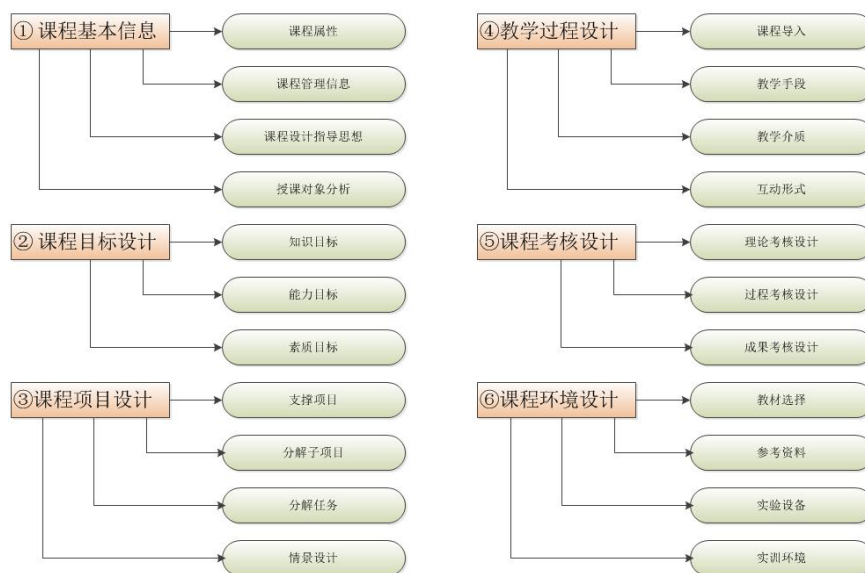 ① 课程基本信息
课程属性
课程管理信息
课程设计指导思想
授课对象分析
② 课程目标设计
知识目标
能力目标
素质目标
③课程项目设计
支撑项目
分解子项目
分解任务
情景设计
④教学过程设计
课程导入
教学手段
教学介质
互动形式
⑤课程考核设计
理论考核设计
过程考核设计
成果考核设计
⑥课程环境设计
教材选择
参考资料
实验设备
实训环境